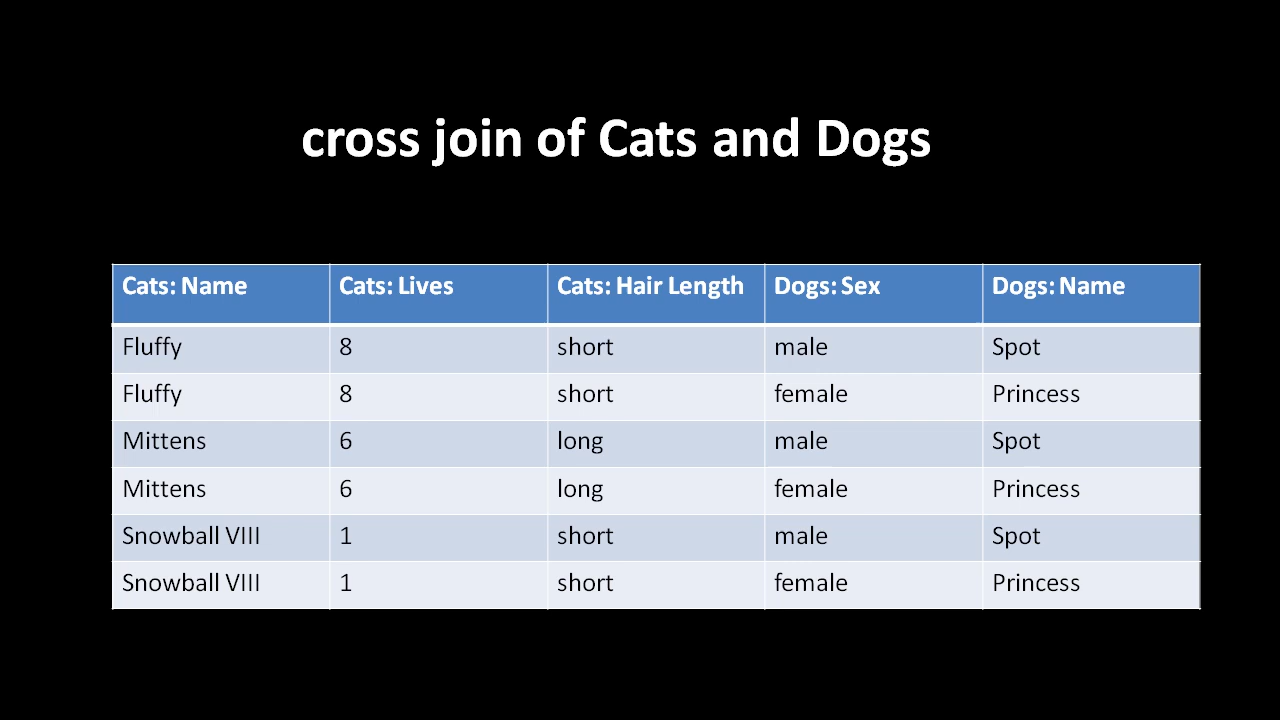 cross join of Cats and Dogs
Cats: Name Cats: Lives Cats: Hair Length Dogs: Sex Dogs: Name
Fluffy 8 short male Spot
Fluffy 8 short female Princess
Mittens 6 long male Spot
Mittens 6 long female Princess
Snowball VIII 1 short male Spot
Snowball VIII 1 short female Princess